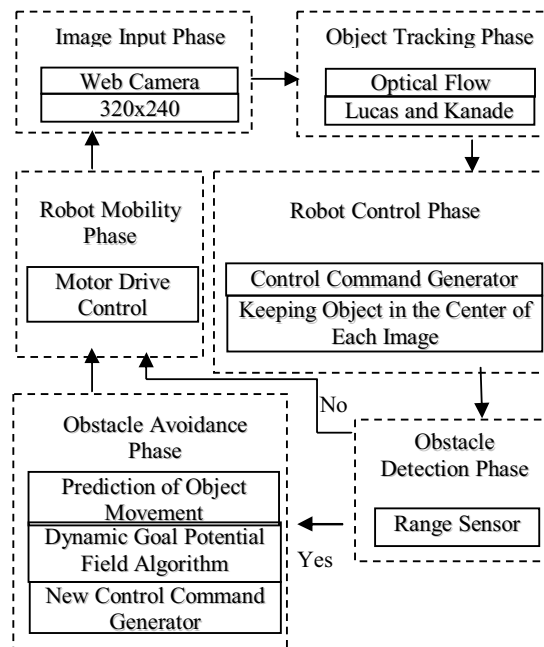 Image Input Phase
Web Camera
320x240
Object Tracking Phase
Optical Flow
Lucas and Kanade
Robot Mobility
Phase
Motor Drive
Control
Robot Control Phase
Control Command Generator
Keeping Object in the Center of
Each Image
No
Obstacle Avoidance
Phase
Prediction of Object
Movement
Dynamic Goal Potential
Field Algorithm
New Control Command
Generator
Yes
Obstacle
Detection Phase
Range Sensor